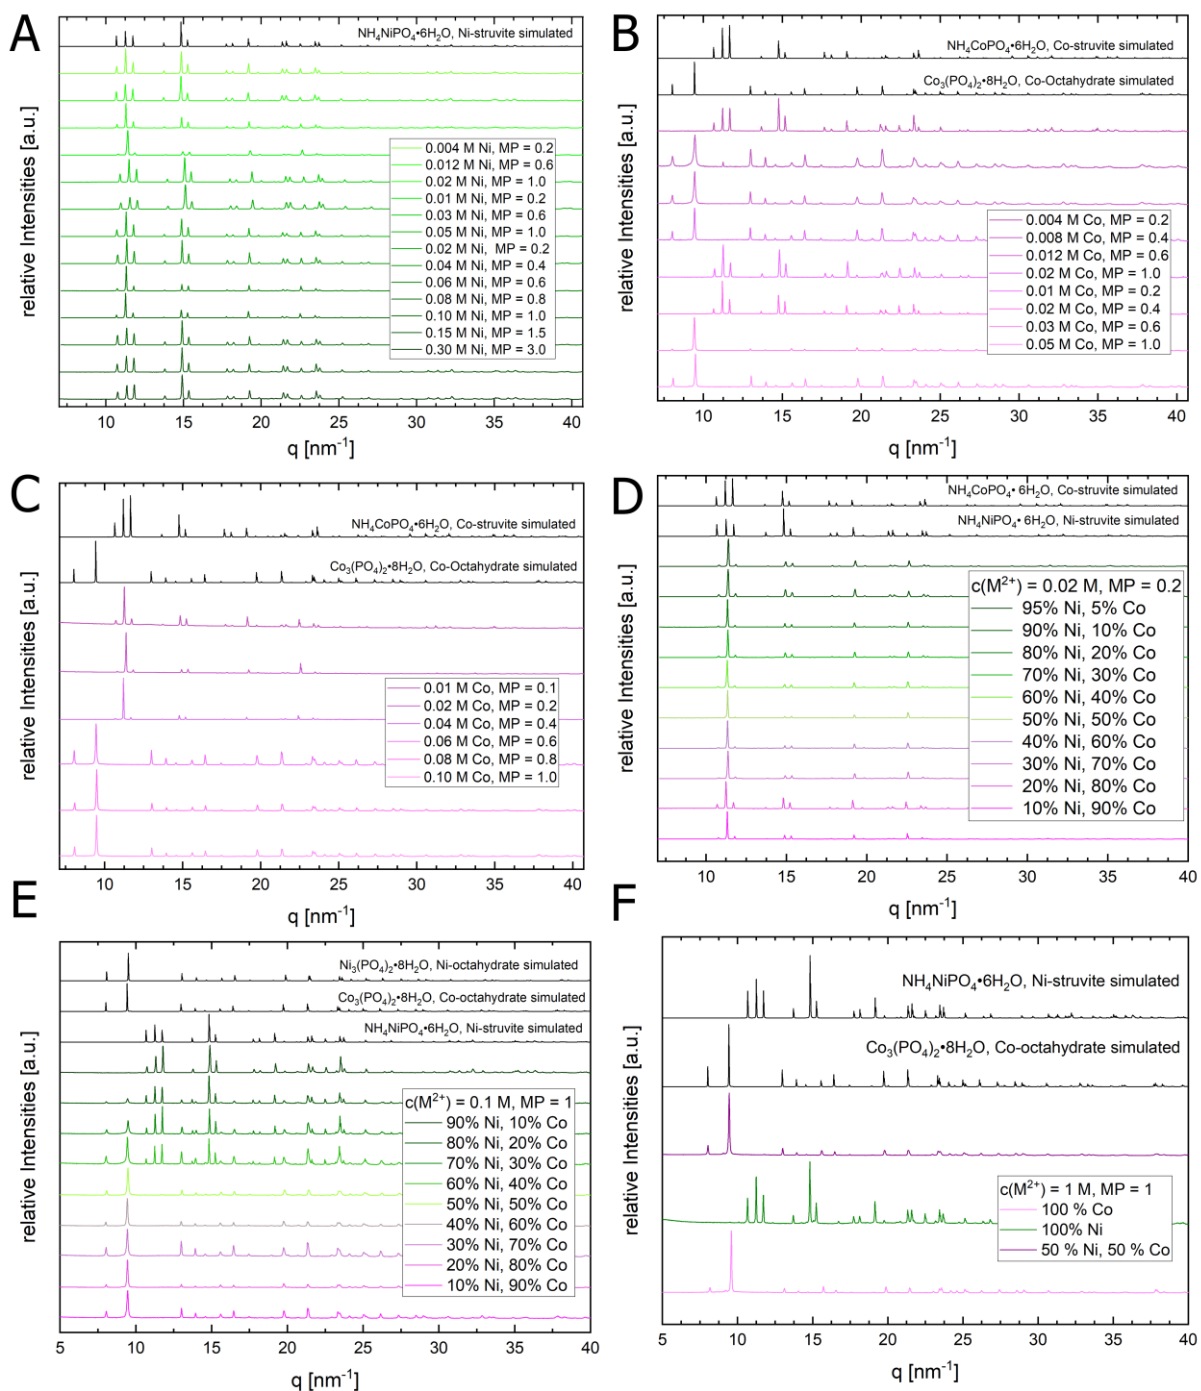 A
NH₄NiPO₄•6H₂O, Ni-struvite simulated
0.004 M Ni, MP = 0.2
0.012 M Ni, MP = 0.6
0.02 M Ni, MP = 1.0
0.01 M Ni, MP = 0.2
0.03 M Ni, MP = 0.6
0.05 M Ni, MP = 1.0
0.02 M Ni, MP = 0.2
0.04 M Ni, MP = 0.4
0.06 M Ni, MP = 0.6
0.08 M Ni, MP = 0.8
0.10 M Ni, MP = 1.0
0.15 M Ni, MP = 1.5
0.30 M Ni, MP = 3.0
relative Intensities [a.u.]
10 15 20 25 30 35 40
q [nm⁻¹]
B
NH₄CoPO₄•6H₂O, Co-struvite simulated
Co₃(PO₄)₂•8H₂O, Co-Octahydrate simulated
0.004 M Co, MP = 0.2
0.008 M Co, MP = 0.4
0.012 M Co, MP = 0.6
0.02 M Co, MP = 1.0
0.01 M Co, MP = 0.2
0.02 M Co, MP = 0.4
0.03 M Co, MP = 0.6
0.05 M Co, MP = 1.0
relative Intensities [a.u.]
10 15 20 25 30 35 40
q [nm⁻¹]
C
NH₄CoPO₄•6H₂O, Co-struvite simulated
Co₃(PO₄)₂•8H₂O, Co-Octahydrate simulated
0.01 M Co, MP = 0.1
0.02 M Co, MP = 0.2
0.04 M Co, MP = 0.4
0.06 M Co, MP = 0.6
0.08 M Co, MP = 0.8
0.10 M Co, MP = 1.0
relative Intensities [a.u.]
10 15 20 25 30 35 40
q [nm⁻¹]
D
NH₄CoPO₄•6H₂O, Co-struvite simulated
NH₄NiPO₄•6H₂O, Ni-struvite simulated
c(M²⁺) = 0.02 M, MP = 0.2
95% Ni, 5% Co
90% Ni, 10% Co
80% Ni, 20% Co
70% Ni, 30% Co
60% Ni, 40% Co
50% Ni, 50% Co
40% Ni, 60% Co
30% Ni, 70% Co
20% Ni, 80% Co
10% Ni, 90% Co
relative Intensities [a.u.]
10 15 20 25 30 35 40
q [nm⁻¹]
E
Ni₃(PO₄)₂•8H₂O, Ni-octahydrate simulated
Co₃(PO₄)₂•8H₂O, Co-octahydrate simulated
NH₄NiPO₄•6H₂O, Ni-struvite simulated
c(M²⁺) = 0.1 M, MP = 1
90% Ni, 10% Co
80% Ni, 20% Co
70% Ni, 30% Co
60% Ni, 40% Co
50% Ni, 50% Co
40% Ni, 60% Co
30% Ni, 70% Co
20% Ni, 80% Co
10% Ni, 90% Co
relative Intensities [a.u.]
5 10 15 20 25 30 35 40
q [nm⁻¹]
F
NH₄NiPO₄•6H₂O, Ni-struvite simulated
Co₃(PO₄)₂•8H₂O, Co-octahydrate simulated
c(M²⁺) = 1 M, MP = 1
100 % Co
100% Ni
50 % Ni, 50 % Co
relative Intensities [a.u.]
5 10 15 20 25 30 35 40
q [nm⁻¹]